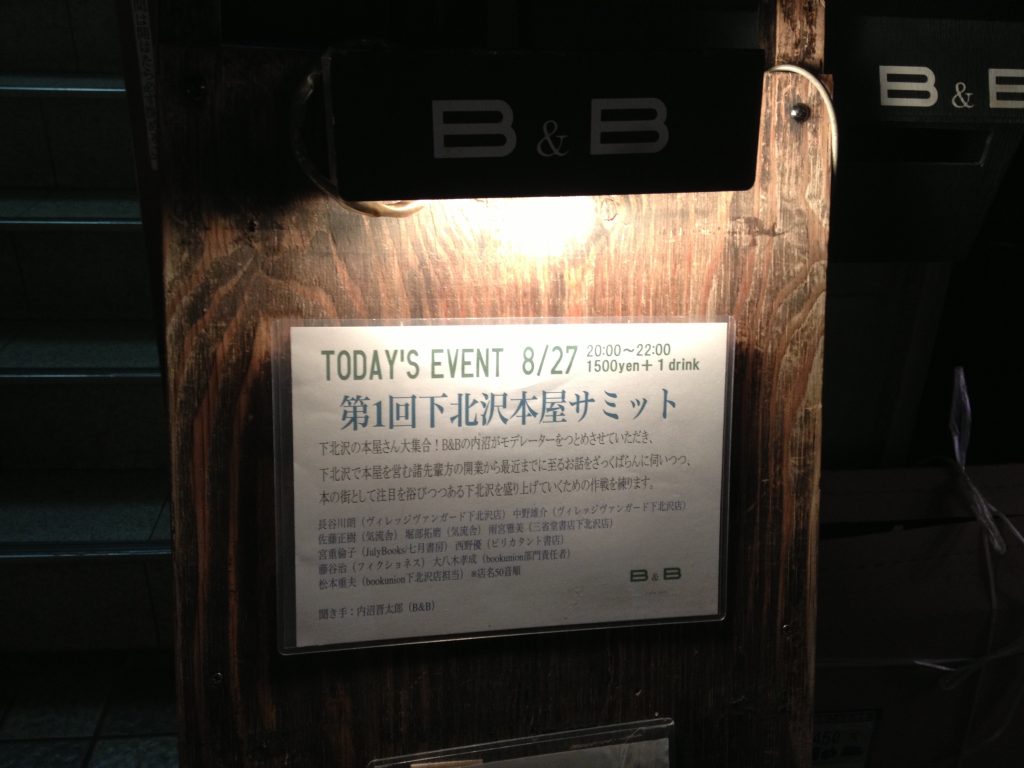 B & B
B & B
TODAY'S EVENT 8/27 20:00～22:00
1500yen＋1 drink
第1回下北沢本屋サミット
下北沢の本屋さん大集合！B&Bの内沼がモデレーターをつとめさせていただき、
下北沢で本屋を営む諸先輩方の開業から最近までに至るお話をざっくばらんに伺いつつ、
本の街として注目を浴びつつある下北沢を盛り上げていくための作戦を練ります。
長谷川朗（ヴィレッジヴァンガード下北沢店） 中野雄介（ヴィレッジヴァンガード下北沢店）
佐藤正樹（気流舎） 堀部拓磨（気流舎） 雨宮雅美（三省堂書店下北沢店）
宮重倫子（JulyBooks/七月書房） 西野優（ビリカタント書店）
藤谷治（フィクショネス） 大八木孝成（bookunion部門責任者）
松本重夫（bookunion下北沢店担当） ※店名50音順
B & B
聞き手：内沼晋太郎（B&B）
450